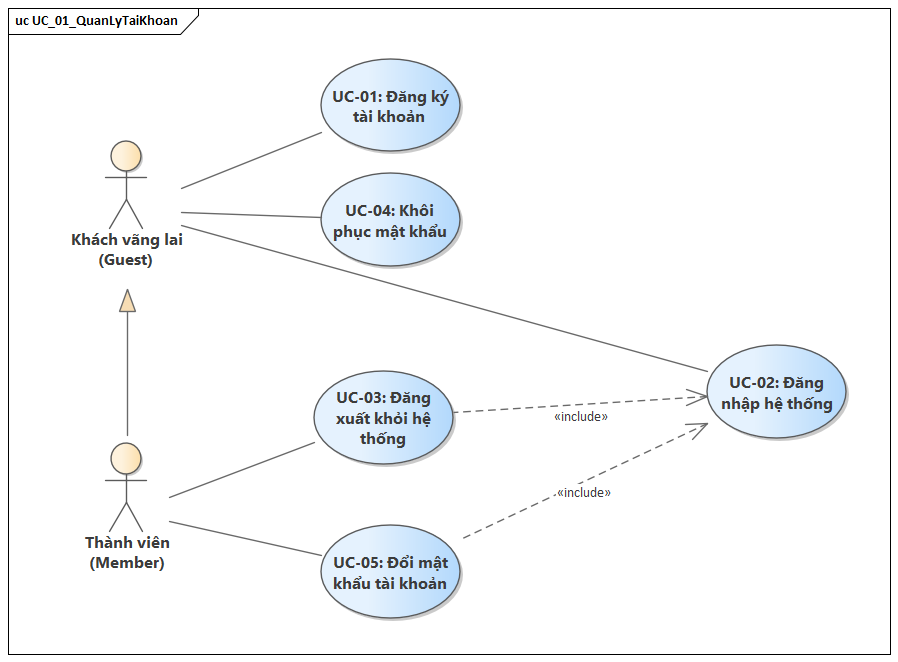 uc UC_01_QuanLyTaiKhoan
UC-01: Đăng ký
tài khoản
UC-04: Khôi
phục mật khẩu
Khách vãng lai
(Guest)
UC-02: Đăng
nhập hệ thống
UC-03: Đăng
xuất khỏi hệ
thống
«include»
«include»
Thành viên
(Member)
UC-05: Đổi mật
khẩu tài khoản